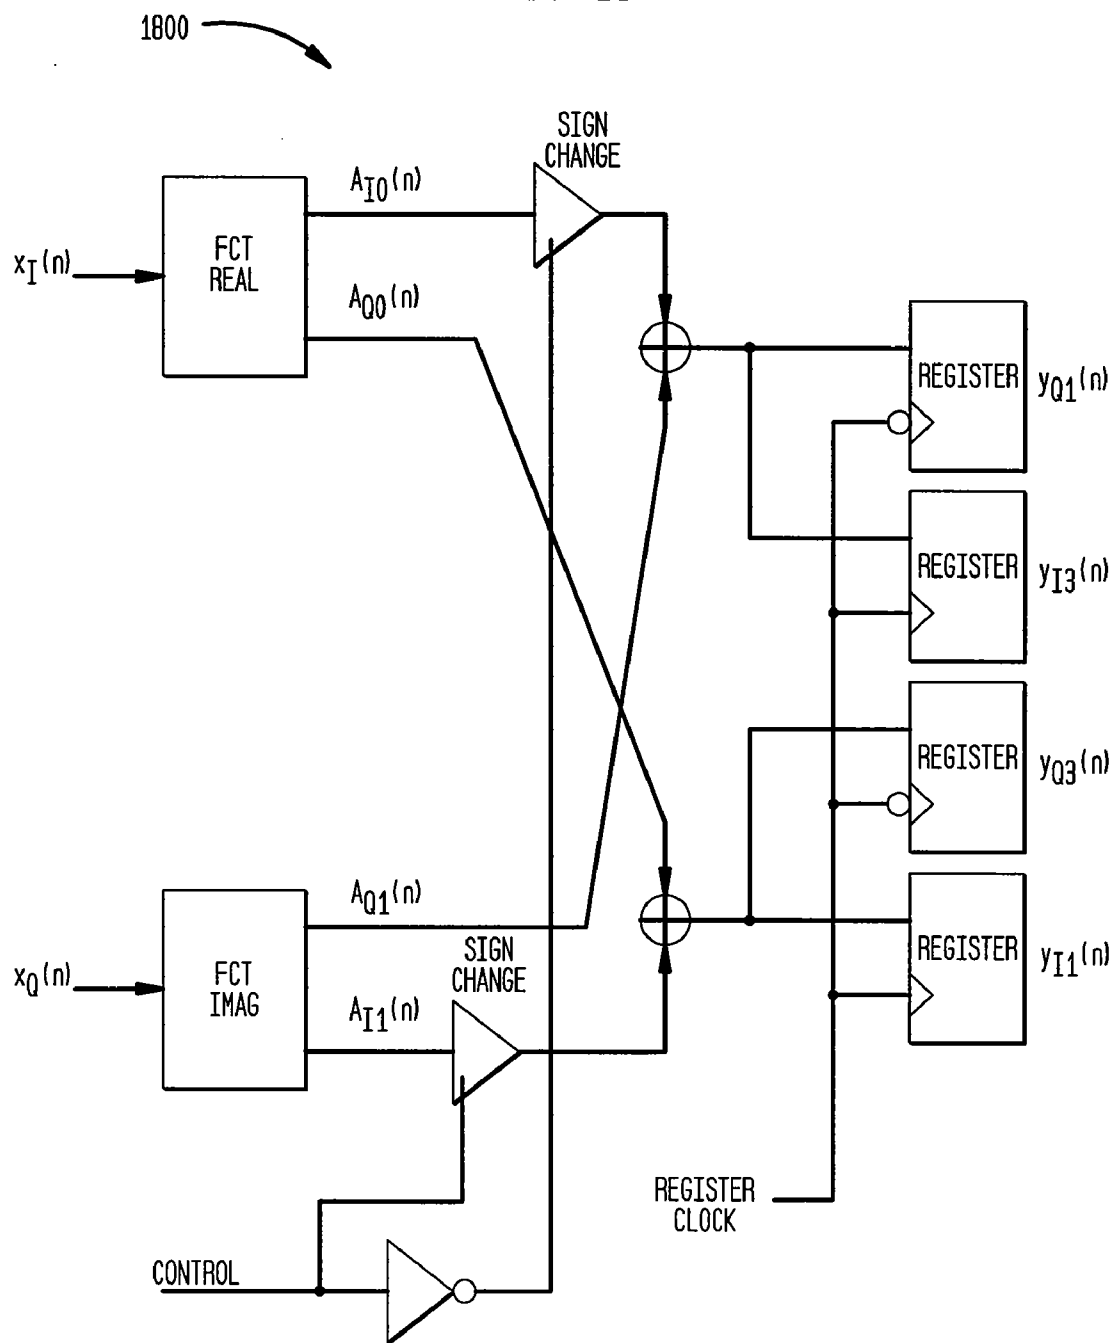 1800
SIGN
CHANGE
A_I0(n)
x_I(n)
FCT
REAL
A_Q0(n)
REGISTER
y_Q1(n)
REGISTER
y_I3(n)
REGISTER
y_Q3(n)
A_Q1(n)
SIGN
CHANGE
REGISTER
y_I1(n)
x_Q(n)
FCT
IMAG
A_I1(n)
REGISTER
CLOCK
CONTROL